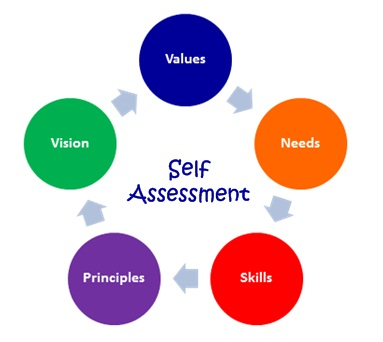 Values
Needs
Skills
Principles
Vision
Self
Assessment